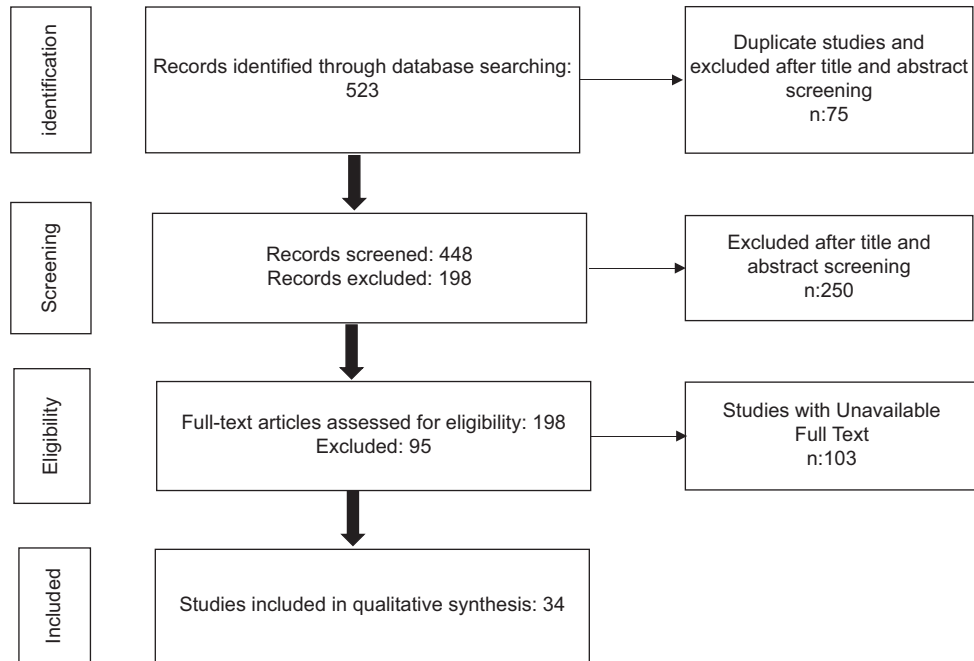 identification
Records identified through database searching:
523
Duplicate studies and
excluded after title and abstract
screening
n:75
Screening
Records screened: 448
Records excluded: 198
Excluded after title and
abstract screening
n:250
Eligibility
Full-text articles assessed for eligibility: 198
Excluded: 95
Studies with Unavailable
Full Text
n:103
Included
Studies included in qualitative synthesis: 34